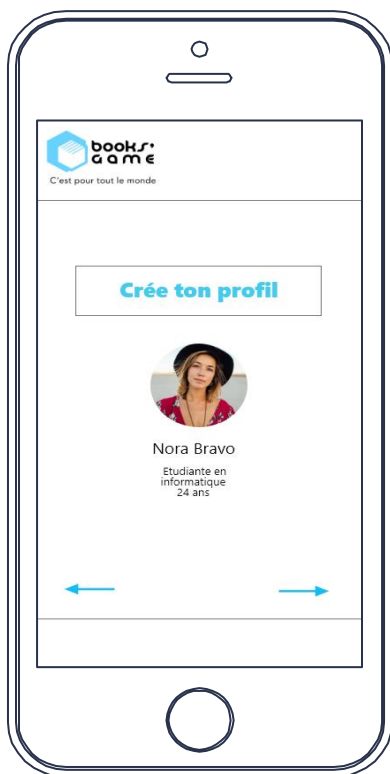 books'
game
C'est pour tout le monde
Crée ton profil
Nora Bravo
Etudiante en
informatique
24 ans